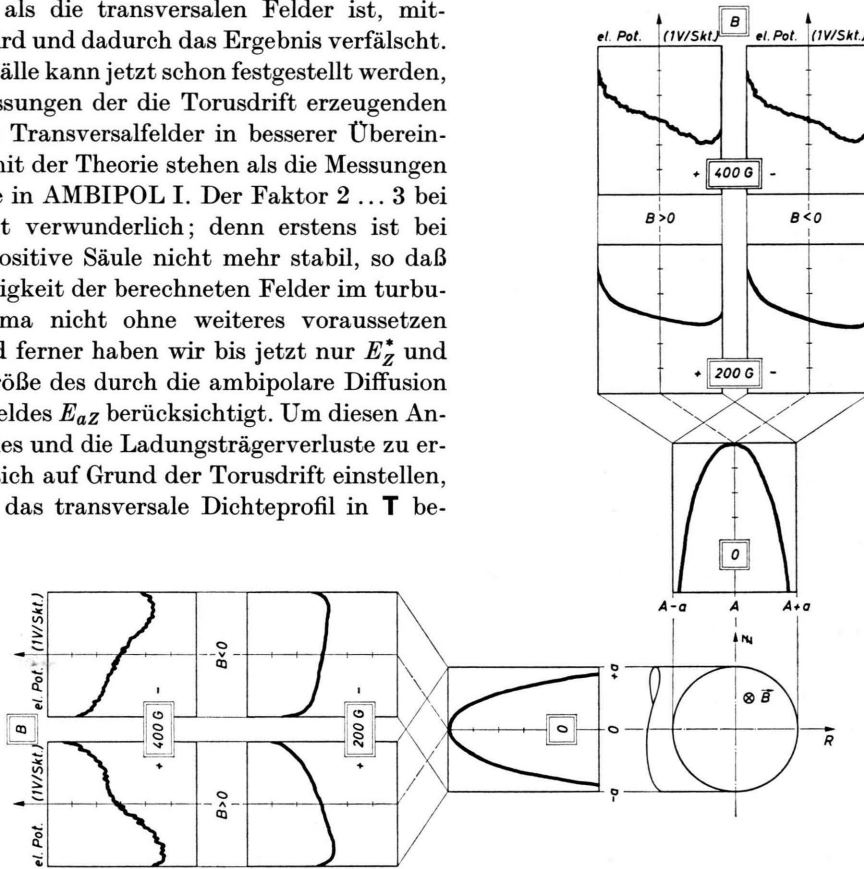 als die transversalen Felder ist, mit-
rd und dadurch das Ergebnis verfälscht.
älle kann jetzt schon festgestellt werden,
ssungen der die Torusdrift erzeugenden
Transversalfelder in besserer Überein-
mit der Theorie stehen als die Messungen
e in AMBIPOL I. Der Faktor 2 … 3 bei
t verwunderlich; denn erstens ist bei
ositive Säule nicht mehr stabil, so daß
igkeit der berechneten Felder im turbu-
ma nicht ohne weiteres voraussetzen
d ferner haben wir bis jetzt nur E*Z und
röße des durch die ambipolare Diffusion
eldes EaZ berücksichtigt. Um diesen An-
es und die Ladungsträgerverluste zu er-
sich auf Grund der Torusdrift einstellen,
das transversale Dichteprofil in T be-
B
el. Pot. (1V/Skt.) el. Pot. (1V/Skt.)
+ 400 G -
B>0 B<0
+ 200 G -
0
A-a A A+a
el. Pot. (1V/Skt.)
B<0
B
+ 400 G -
+ 200 G -
el. Pot. (1V/Skt.)
B>0
0
+a
0
-a
⊗ B
R